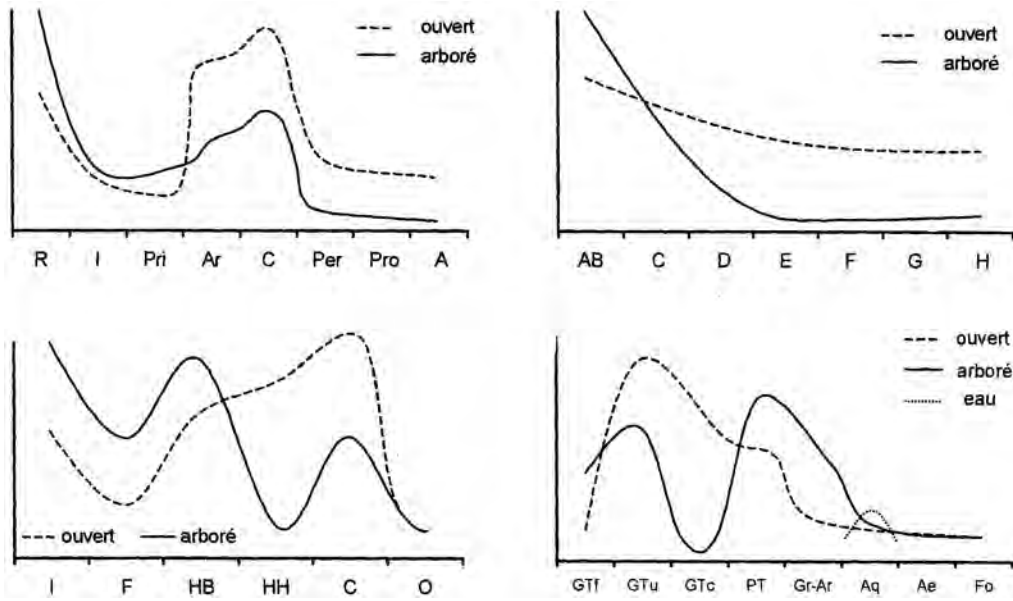 ouvert
arboré
R I Pri Ar C Per Pro A
ouvert
arboré
AB C D E F G H
ouvert arboré
I F HB HH C O
ouvert
arboré
eau
GTf GTu GTc PT Gr-Ar Aq Ae Fo